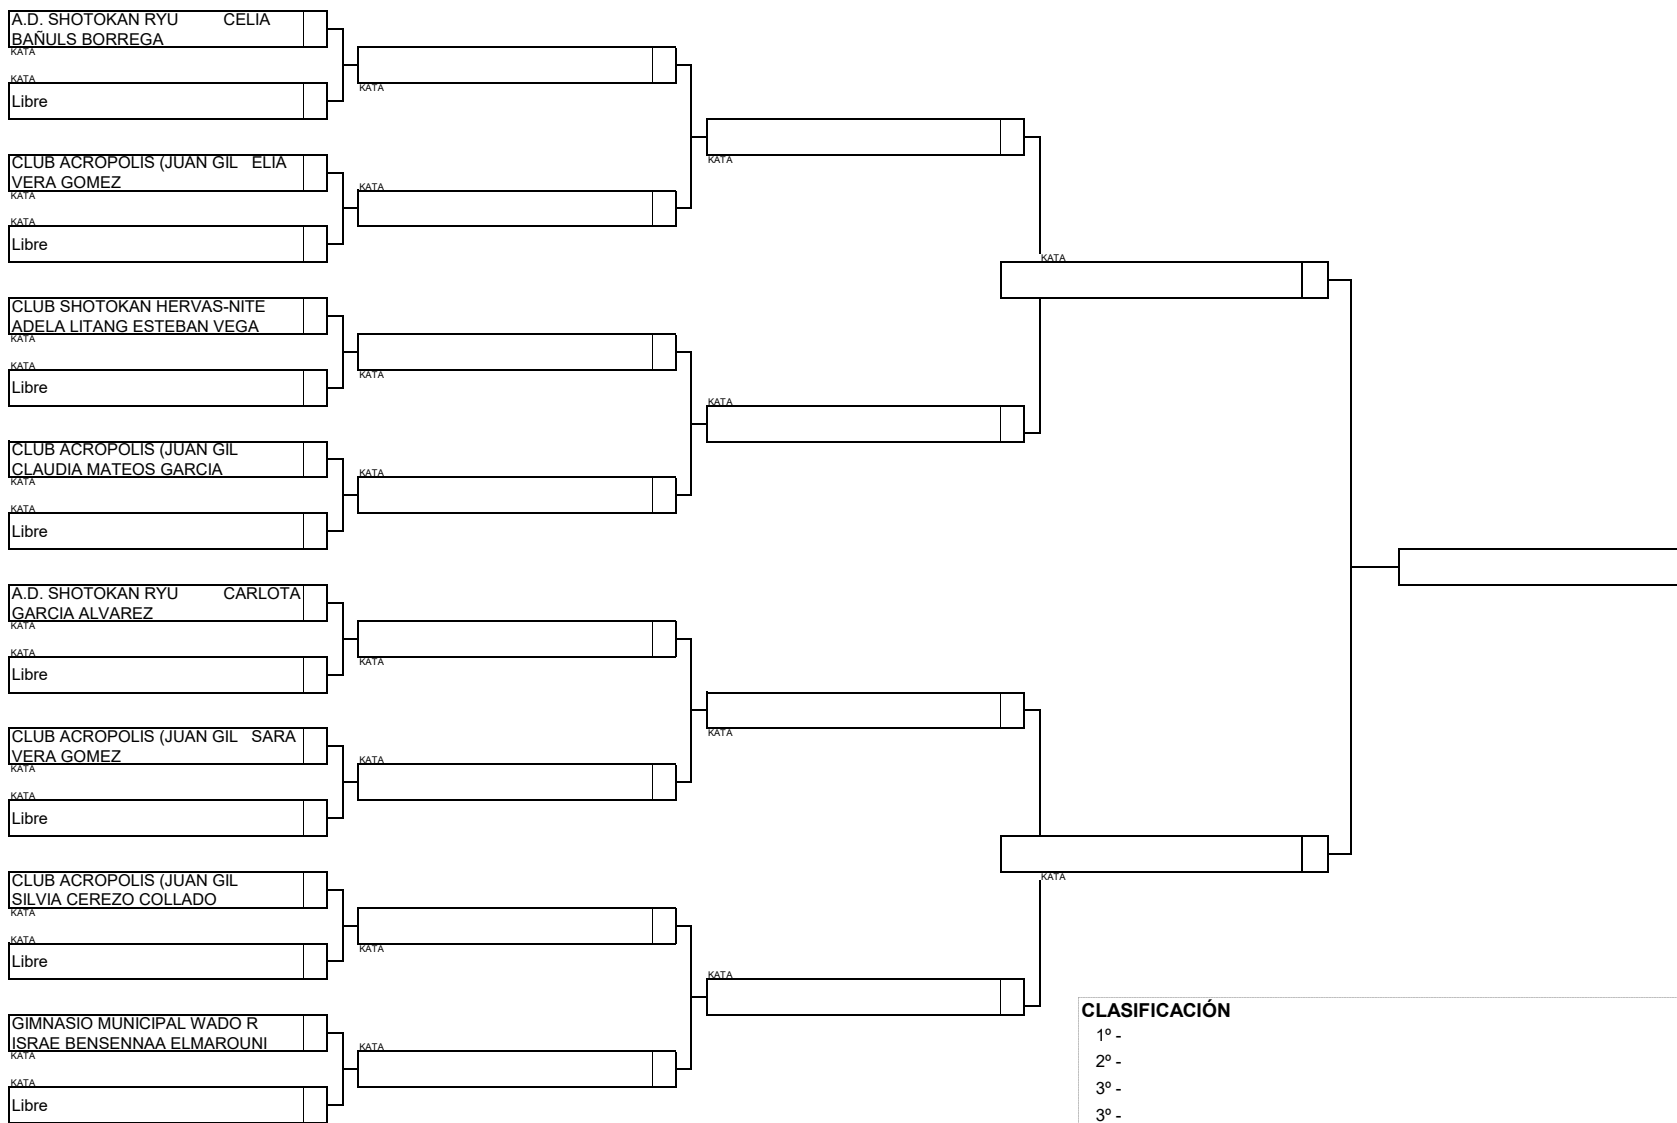 A.D. SHOTOKAN RYU CELIA
BAÑULS BORREGA
KATA
KATA
Libre
CLUB ACROPOLIS (JUAN GIL ELIA
VERA GOMEZ
KATA
KATA
Libre
CLUB SHOTOKAN HERVAS-NITE
ADELA LITANG ESTEBAN VEGA
KATA
KATA
Libre
CLUB ACROPOLIS (JUAN GIL
CLAUDIA MATEOS GARCIA
KATA
KATA
Libre
A.D. SHOTOKAN RYU CARLOTA
GARCIA ALVAREZ
KATA
KATA
Libre
CLUB ACROPOLIS (JUAN GIL SARA
VERA GOMEZ
KATA
KATA
Libre
CLUB ACROPOLIS (JUAN GIL
SILVIA CEREZO COLLADO
KATA
KATA
Libre
GIMNASIO MUNICIPAL WADO R
ISRAE BENSENNAA ELMAROUNI
KATA
KATA
Libre
KATA
KATA
KATA
KATA
KATA
KATA
KATA
KATA
KATA
KATA
KATA
KATA
KATA
KATA
CLASIFICACIÓN
1º -
2º -
3º -
3º -